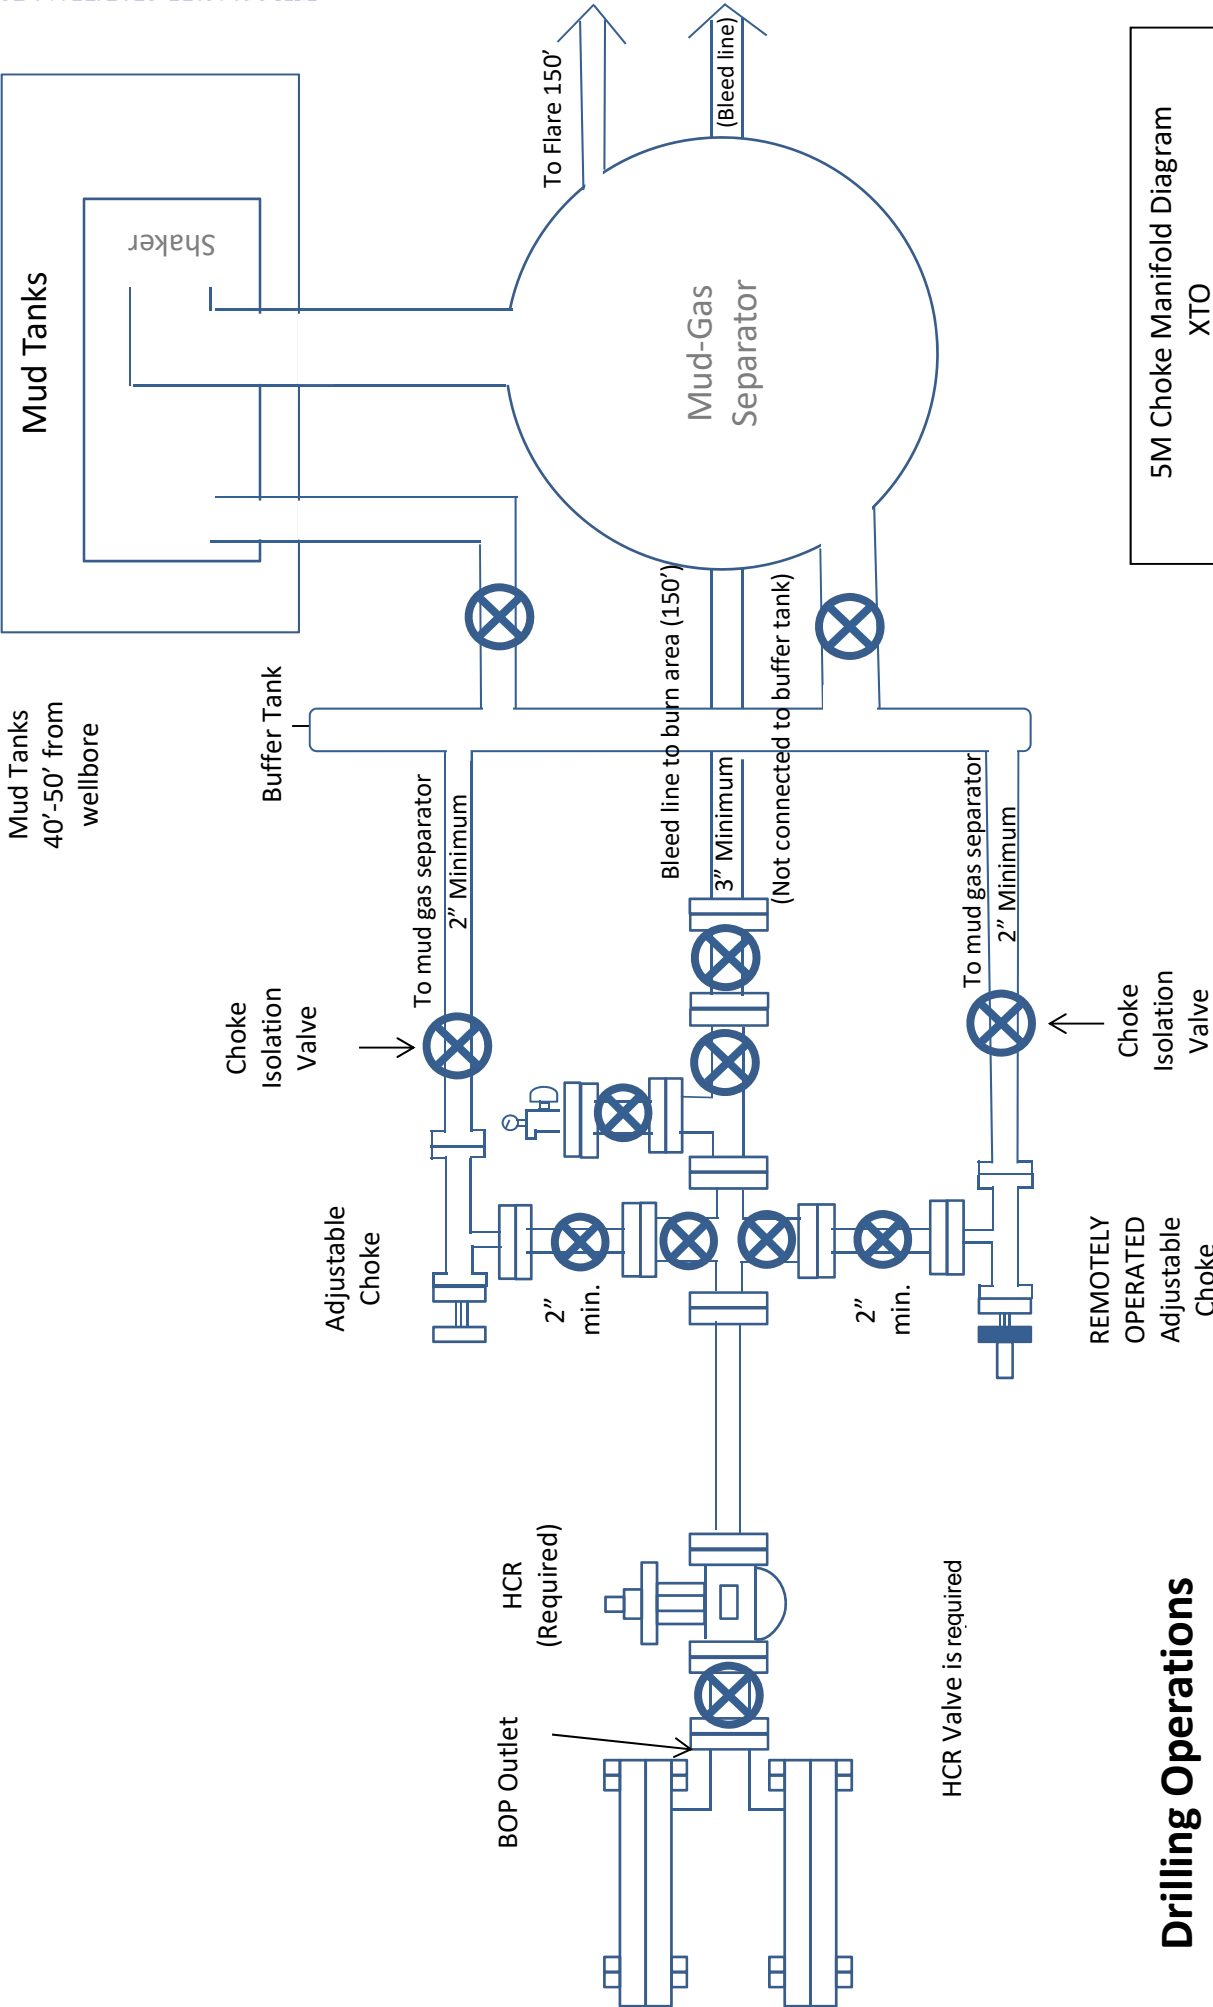 Mud Tanks
40’-50’ from
wellbore
Mud Tanks
Shaker
Buffer Tank
Choke
Isolation
Valve
To mud gas separator
2” Minimum
Adjustable
Choke
2”
min.
To Flare 150’
(Bleed line)
Mud-Gas
Separator
Bleed line to burn area (150’)
3” Minimum
(Not connected to buffer tank)
HCR
(Required)
BOP Outlet
2”
min.
To mud gas separator
2” Minimum
HCR Valve is required
REMOTELY
OPERATED
Adjustable
Choke
Choke
Isolation
Valve
Drilling Operations
5M Choke Manifold Diagram
XTO